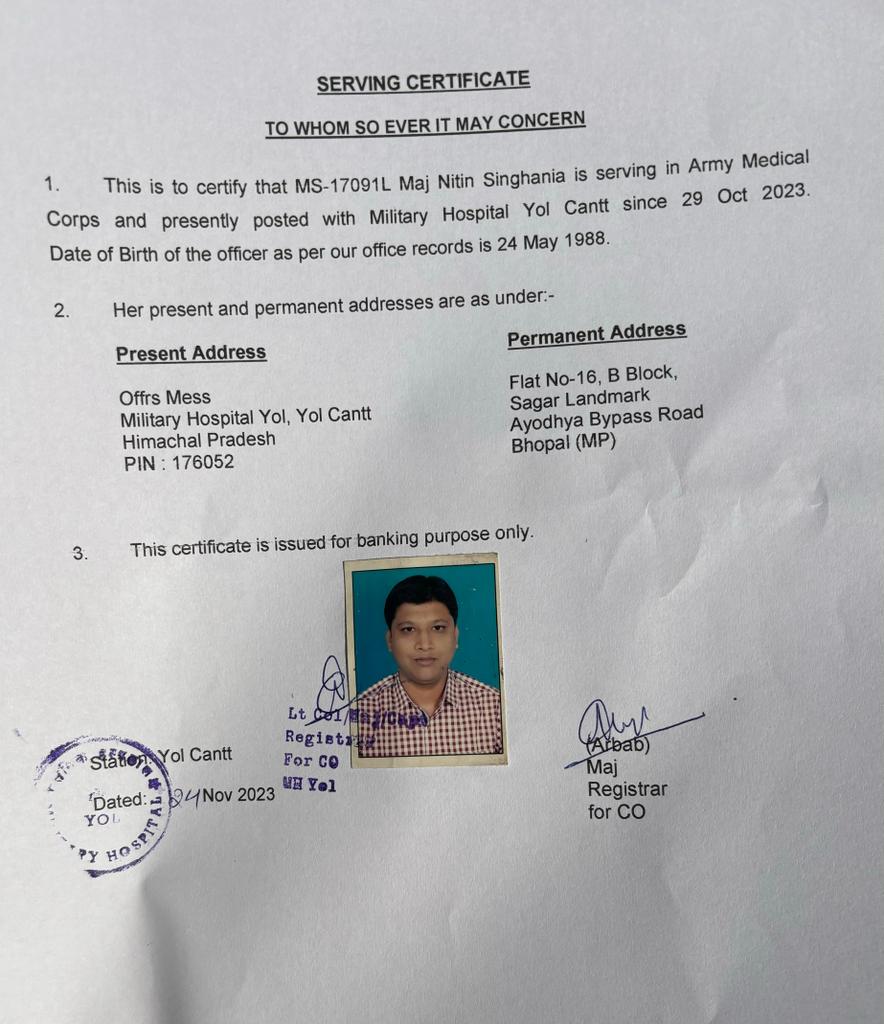 SERVING CERTIFICATE
TO WHOM SO EVER IT MAY CONCERN
1. This is to certify that MS-17091L Maj Nitin Singhania is serving in Army Medical
Corps and presently posted with Military Hospital Yol Cantt since 29 Oct 2023.
Date of Birth of the officer as per our office records is 24 May 1988.
2. Her present and permanent addresses are as under:-
Present Address
Offrs Mess
Military Hospital Yol, Yol Cantt
Himachal Pradesh
PIN : 176052
Permanent Address
Flat No-16, B Block,
Sagar Landmark
Ayodhya Bypass Road
Bhopal (MP)
3. This certificate is issued for banking purpose only.
Lt Col/Maj/Capt
Registrar
For CO
MH Yol
Station: Yol Cantt
Dated: 24 Nov 2023
YOL
HOSPITAL
(Arbab)
Maj
Registrar
for CO